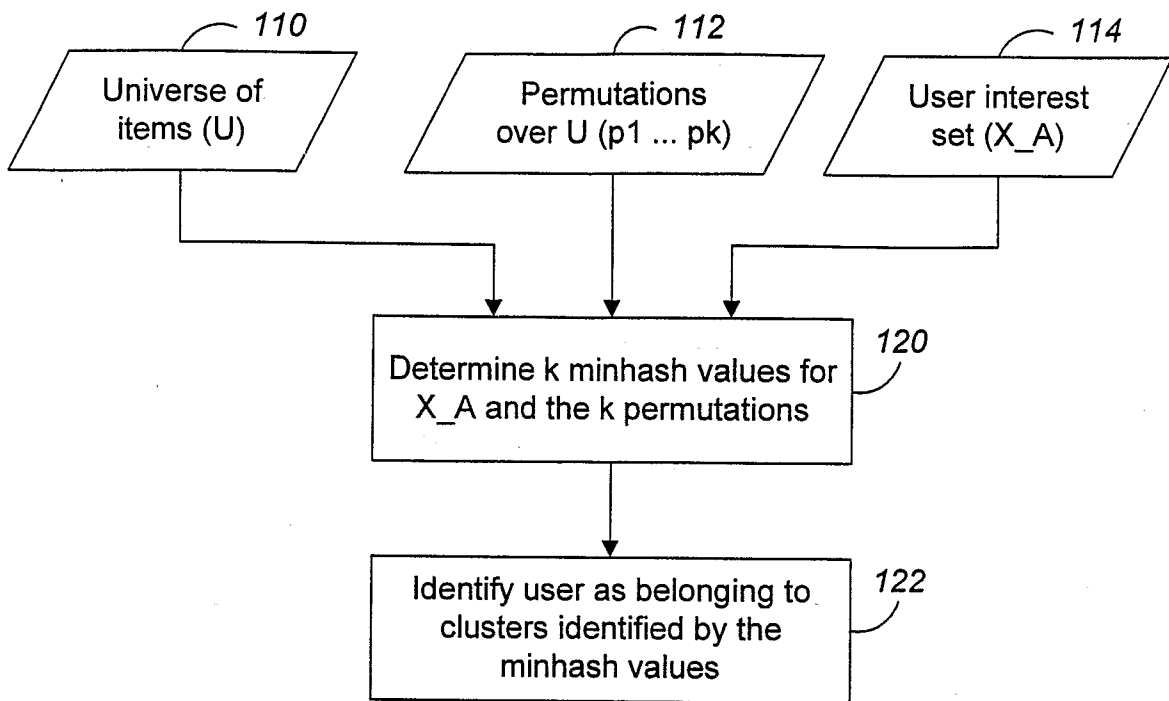 110
112
114
Universe of
items (U)
Permutations
over U (p1 ... pk)
User interest
set (X_A)
120
Determine k minhash values for
X_A and the k permutations
122
Identify user as belonging to
clusters identified by the
minhash values